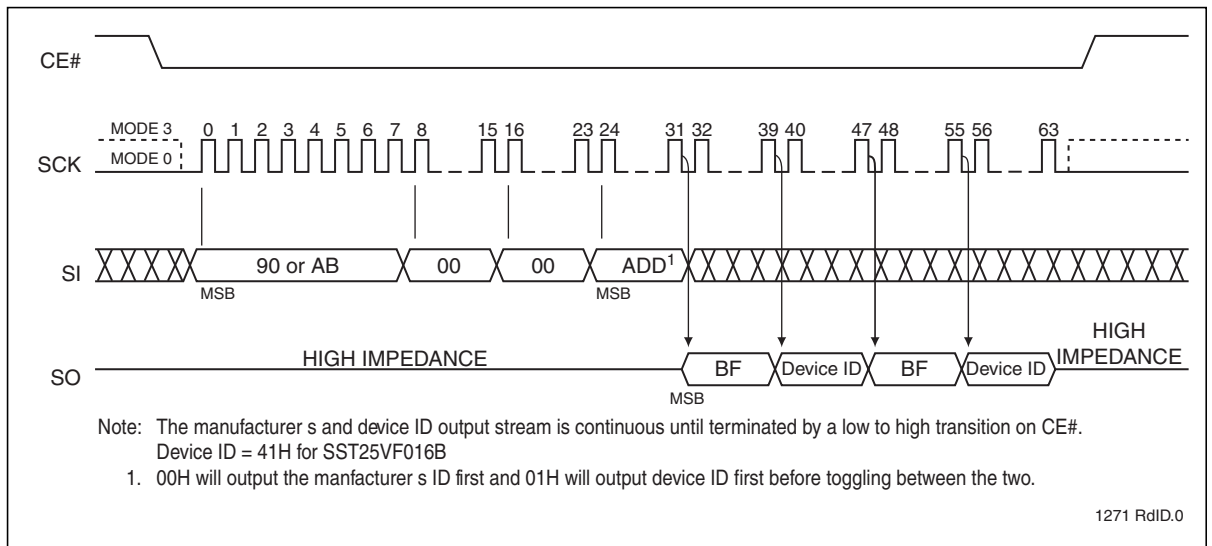 CE#
MODE 3 0 1 2 3 4 5 6 7 8 15 16 23 24 31 32 39 40 47 48 55 56 63
SCK MODE 0
SI 90 or AB 00 00 ADD1
MSB MSB
HIGH
SO HIGH IMPEDANCE BF Device ID BF Device ID IMPEDANCE
MSB
Note: The manufacturer s and device ID output stream is continuous until terminated by a low to high transition on CE#.
Device ID = 41H for SST25VF016B
1. 00H will output the manfacturer s ID first and 01H will output device ID first before toggling between the two.
1271 RdID.0